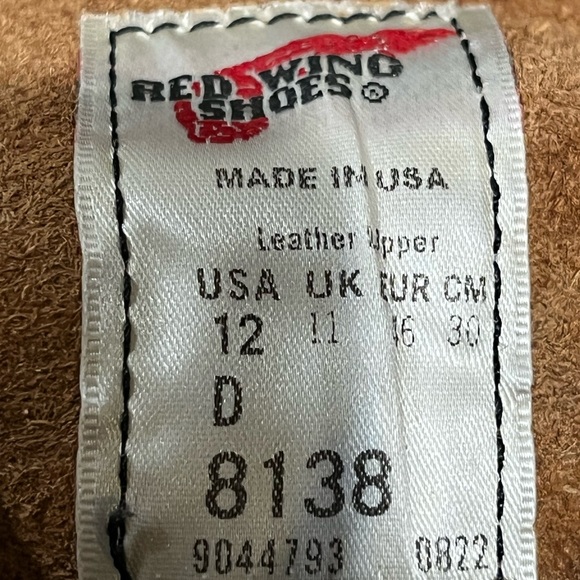 RED WING
SHOES®
MADE IN USA
Leather Upper
USA UK EUR CM
12 11 46 30
D
8138
9044793 0822